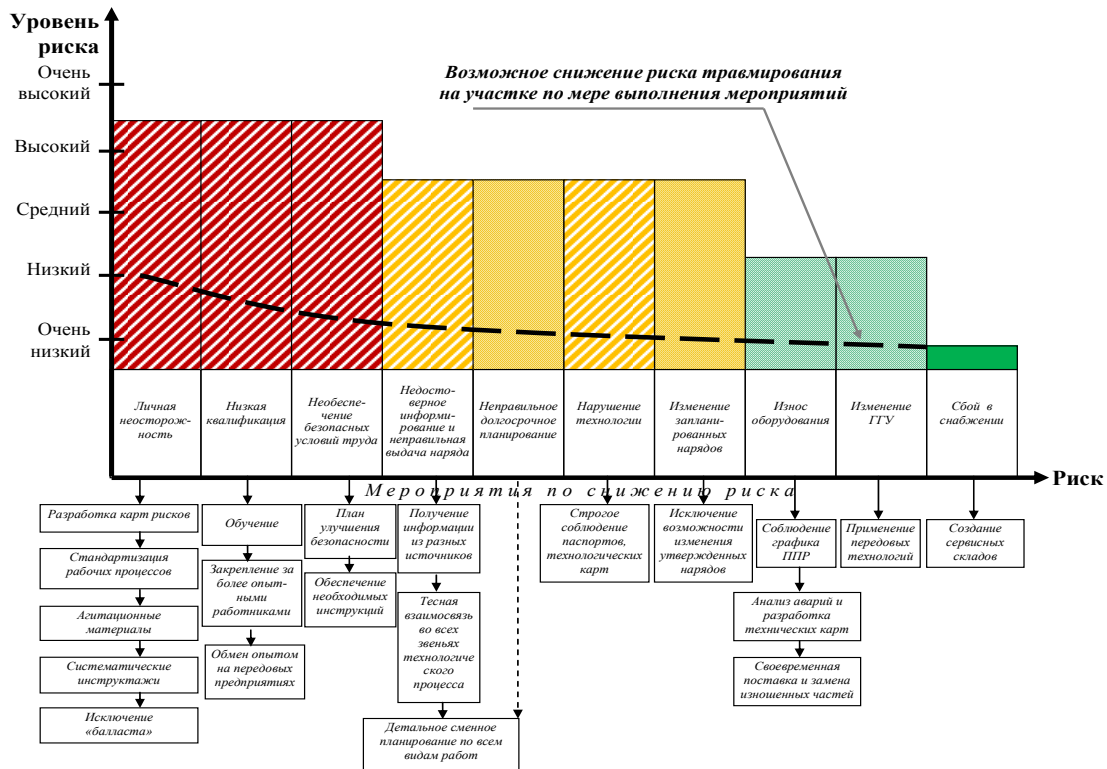 Уровень
риска
Очень
высокий
Высокий
Средний
Низкий
Очень
низкий
Возможное снижение риска травмирования
на участке по мере выполнения мероприятий
Личная
неосторож-
ность
Низкая
квалификация
Необеспе-
чение
безопасных
условий труда
Недосто-
верное
информи-
рование и
неправильная
выдача наряда
Неправильное
долгосрочное
планирование
Нарушение
технологии
Изменение
запла-
нированных
нарядов
Износ
оборудования
Изменение
ГГУ
Сбой в
снабжении
Риск
Мероприятия по снижению риска
Разработка карт рисков
Стандартизация
рабочих процессов
Агитационные
материалы
Систематические
инструктажи
Исключение
«балласта»
Обучение
Закрепление за
более опыт-
ными
работниками
Обмен опытом
на передовых
предприятиях
План
улучшения
безопасности
Обеспечение
необходимых
инструкций
Получение
информации
из разных
источников
Тесная
взаимосвязь
во всех
звеньях
технологиче
ского
процесса
Детальное сменное
планирование по всем
видам работ
Строгое
соблюдение
паспортов,
технологических
карт
Исключение
возможности
изменения
утвержденных
нарядов
Соблюдение
графика
ППР
Анализ аварий и
разработка
технических карт
Своевременная
поставка и замена
изношенных частей
Применение
передовых
технологий
Создание
сервисных
складов